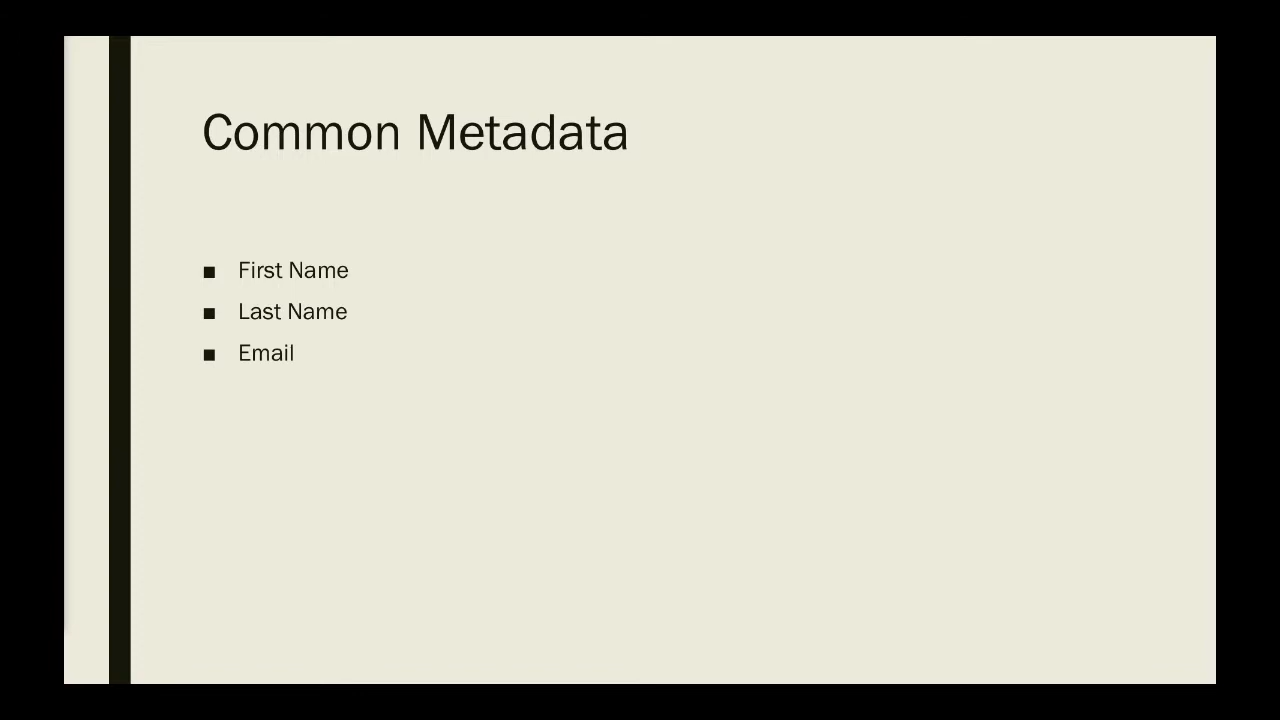 Common Metadata
■ First Name
■ Last Name
■ Email